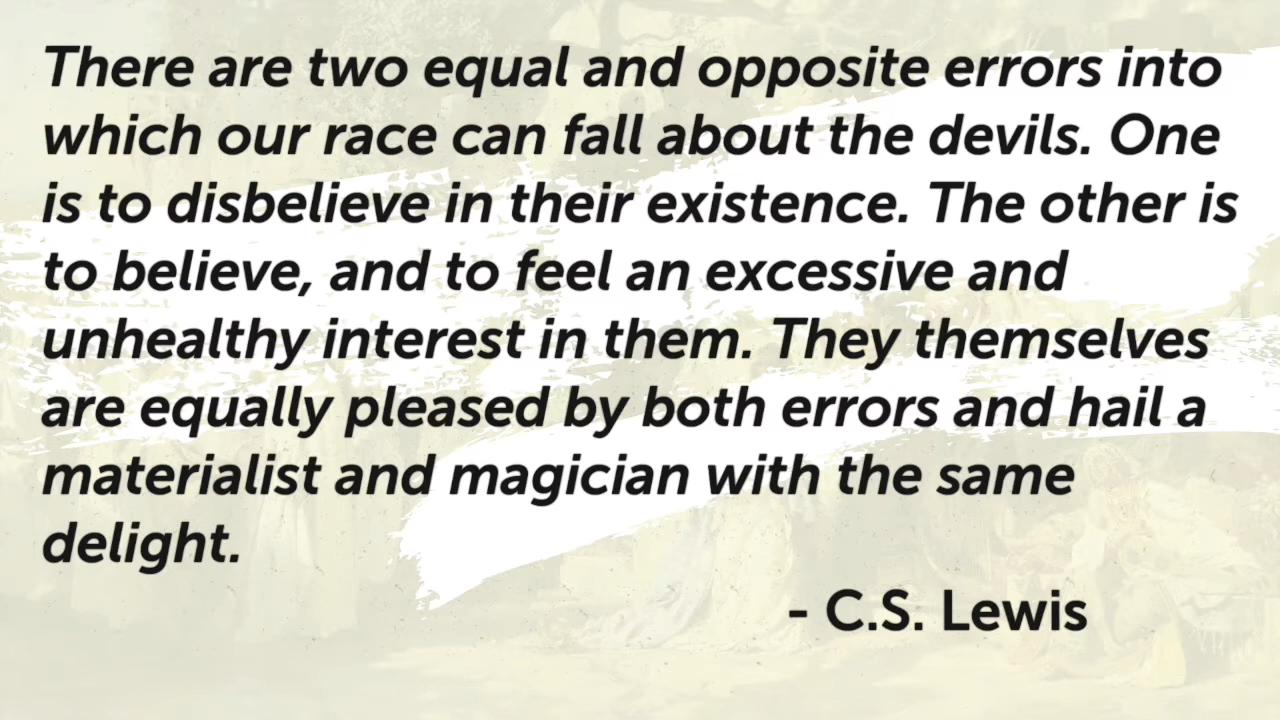 There are two equal and opposite errors into
which our race can fall about the devils. One
is to disbelieve in their existence. The other is
to believe, and to feel an excessive and
unhealthy interest in them. They themselves
are equally pleased by both errors and hail a
materialist and magician with the same
delight.
- C.S. Lewis